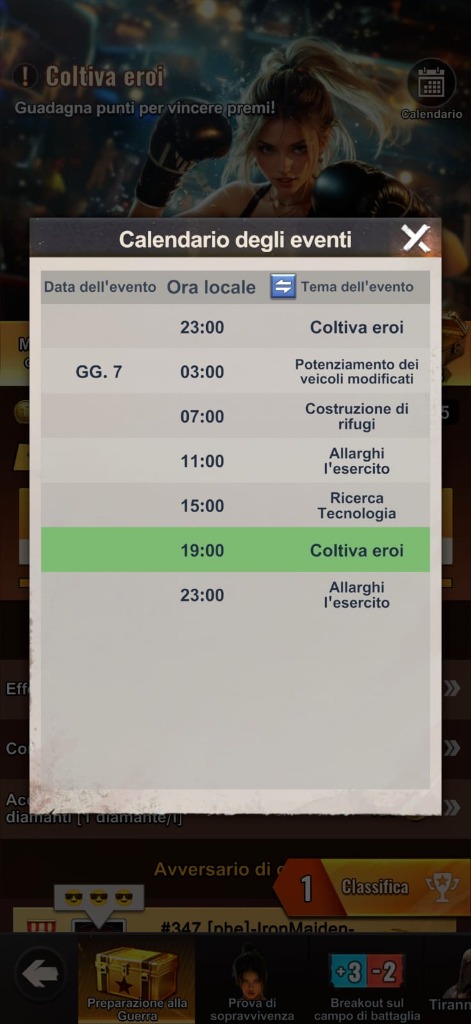 ! Coltiva eroi
Guadagna punti per vincere premi!
Calendario
Calendario degli eventi
Data dell'evento Ora locale Tema dell'evento
23:00 Coltiva eroi
GG. 7 03:00 Potenziamento dei
veicoli modificati
07:00 Costruzione di
rifugi
11:00 Allarghi
l'esercito
15:00 Ricerca
Tecnologia
19:00 Coltiva eroi
23:00 Allarghi
l'esercito
diamanti [1 diamante/1]
Avversario di
1 Classifica
#347 [phe]-IronMaiden-
Preparazione alla
Guerra
Prova di
sopravvivenza
+3 -2
Breakout sul
campo di battaglia
Tirann